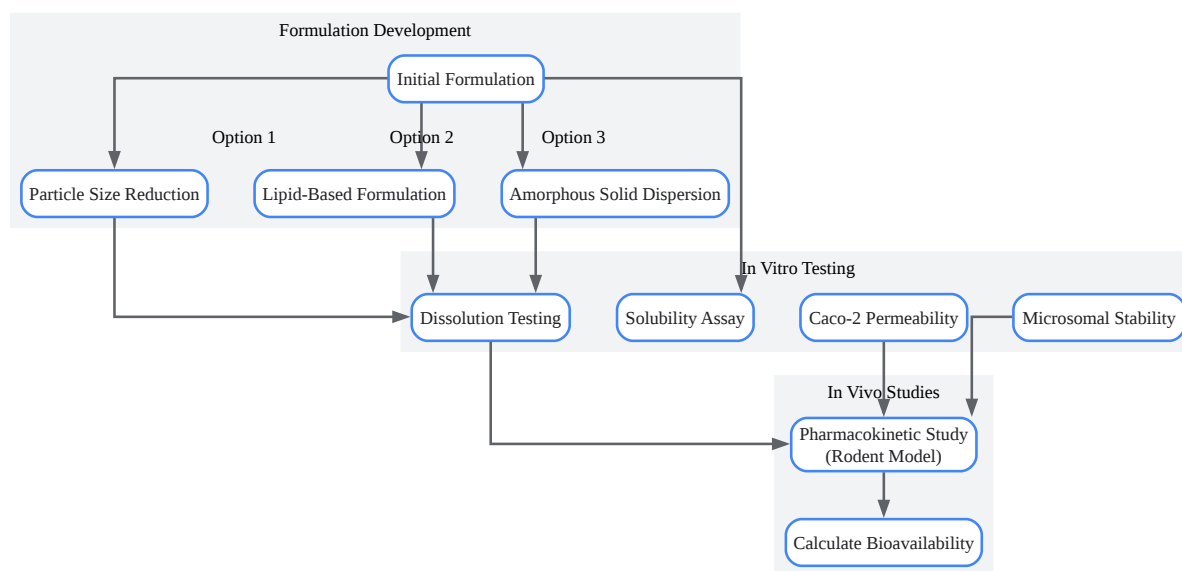 Formulation Development
Initial Formulation
Option 1
Option 2
Option 3
Particle Size Reduction
Lipid-Based Formulation
Amorphous Solid Dispersion
In Vitro Testing
Dissolution Testing
Solubility Assay
Caco-2 Permeability
Microsomal Stability
In Vivo Studies
Pharmacokinetic Study
(Rodent Model)
Calculate Bioavailability